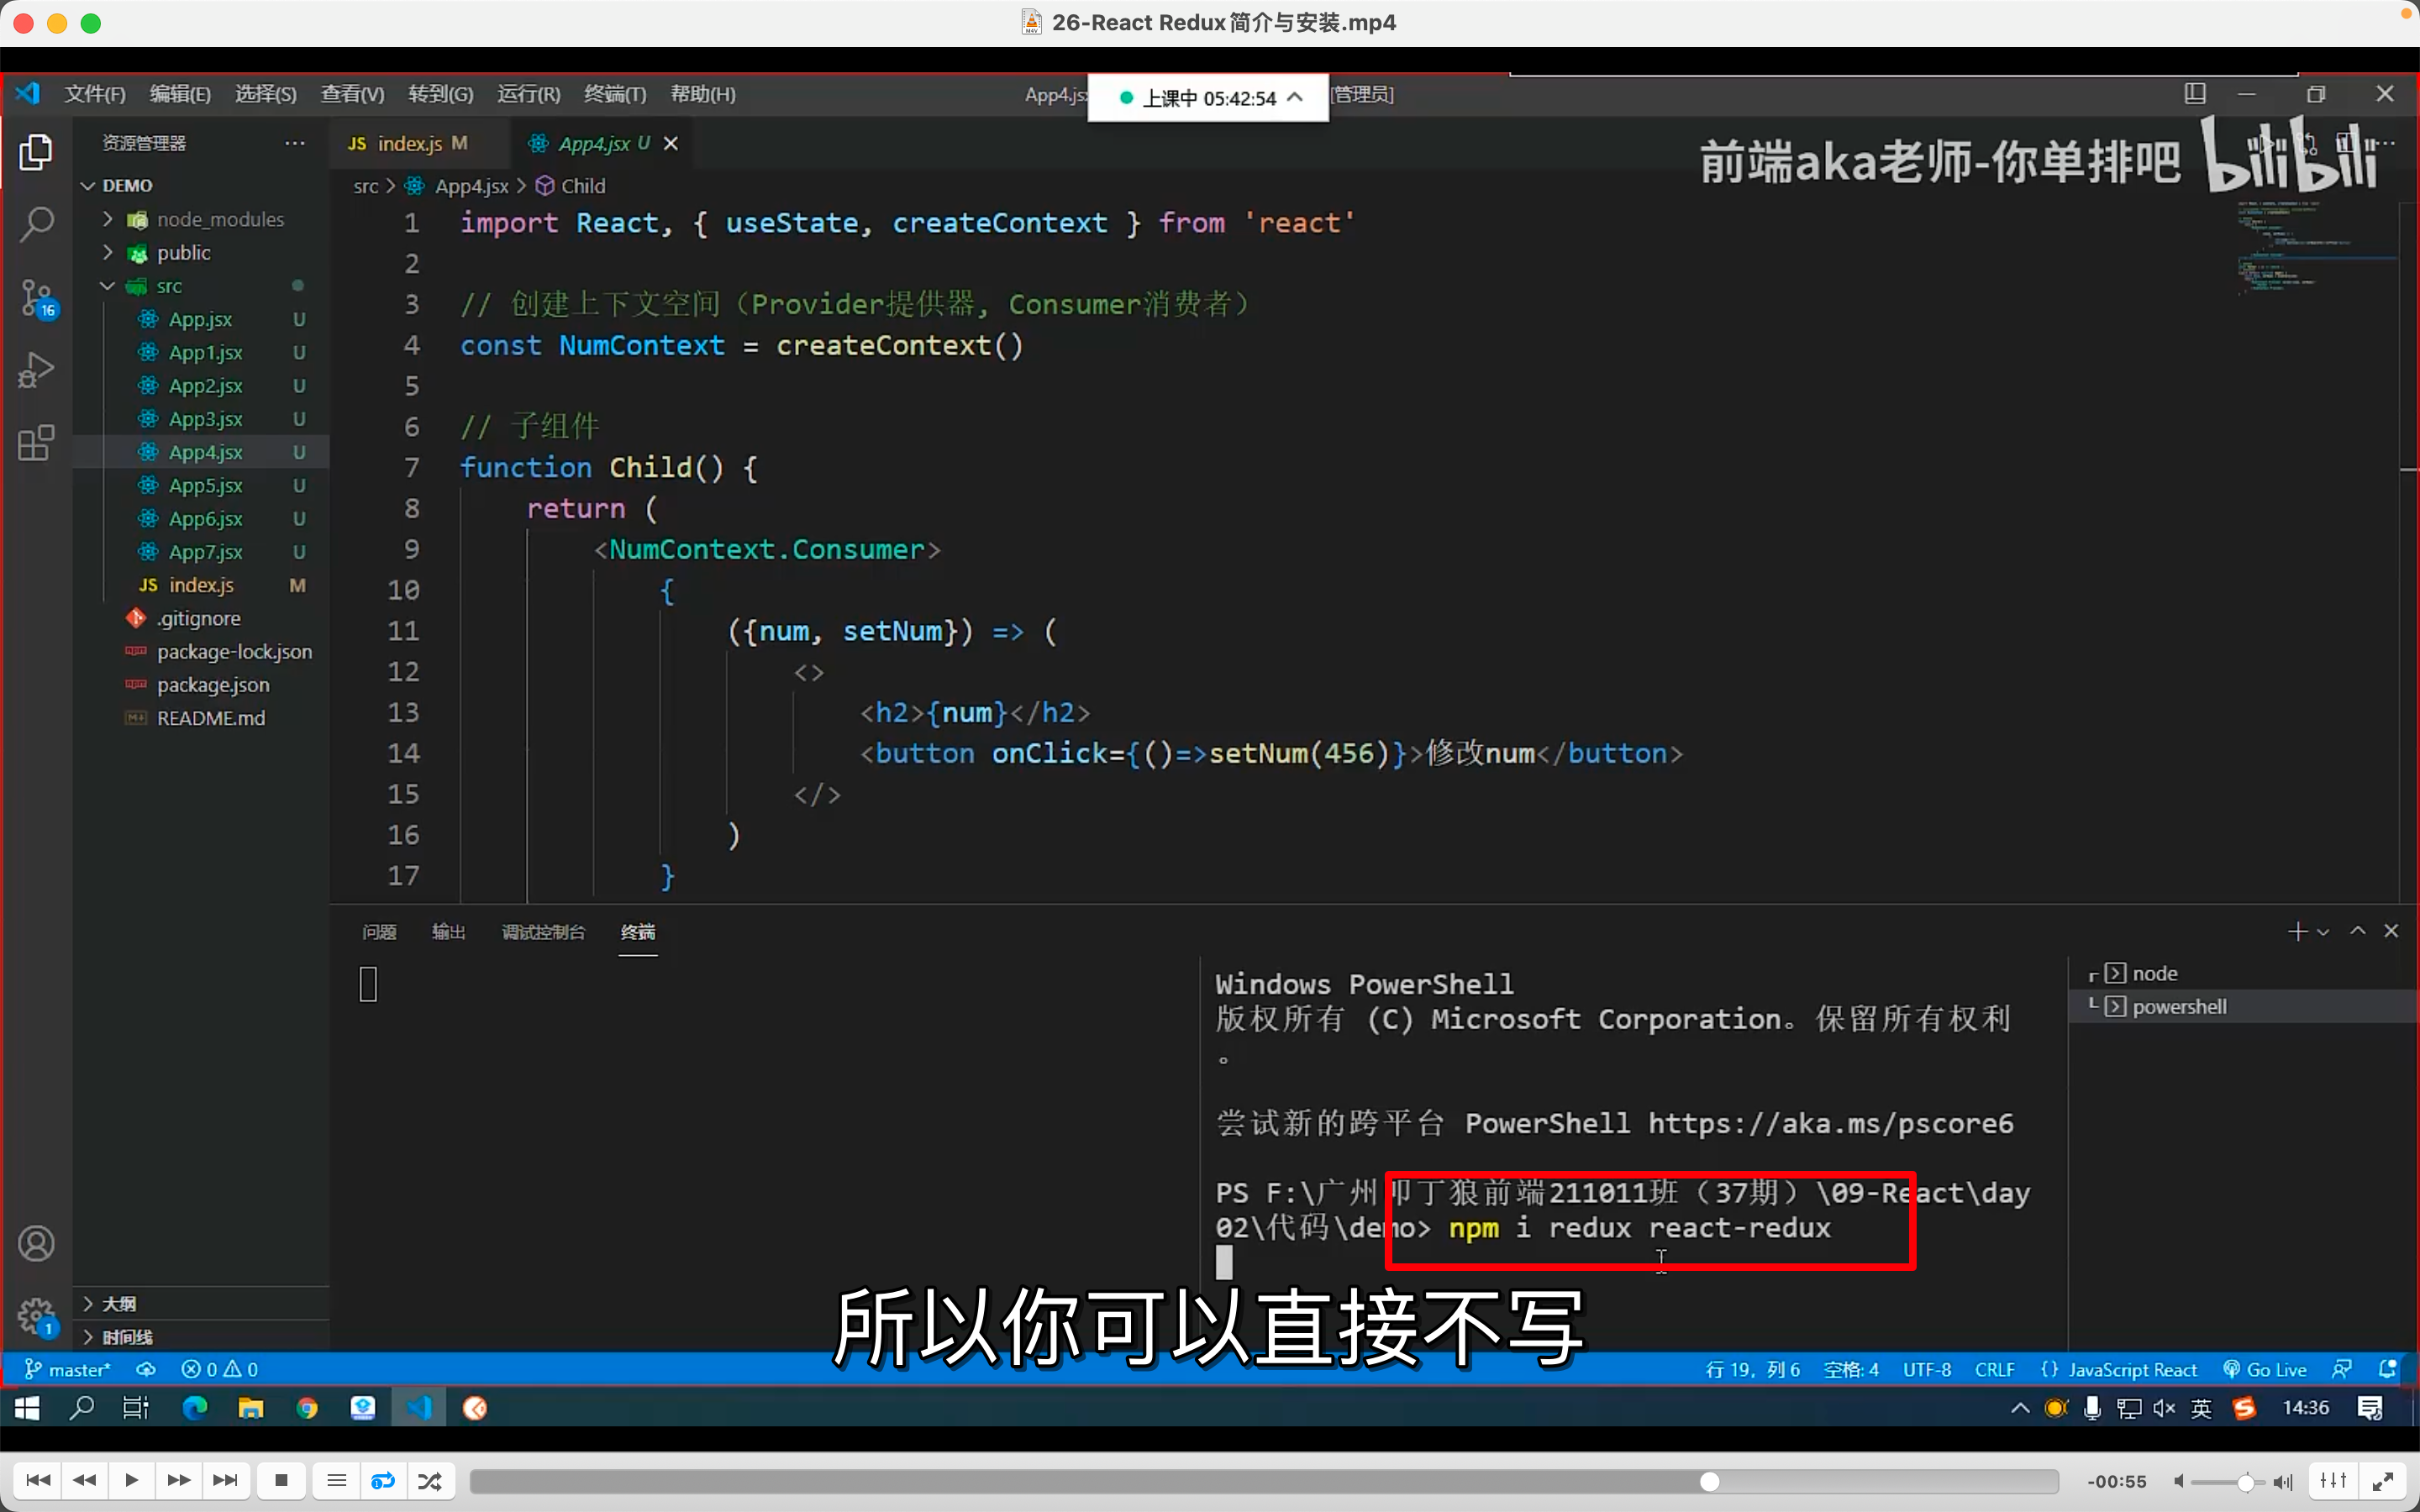 26-React Redux简介与安装.mp4
文件(F) 编辑(E) 选择(S) 查看(V) 转到(G) 运行(R) 终端(T) 帮助(H)
App4.jsx
上课中 05:42:54
[管理员]
资源管理器
JS index.js M
App4.jsx U
前端aka老师-你单排吧 bilibili
DEMO
src > App4.jsx > Child
node_modules
public
src
App.jsx U
App1.jsx U
App2.jsx U
App3.jsx U
App4.jsx U
App5.jsx U
App6.jsx U
App7.jsx U
JS index.js M
.gitignore
package-lock.json
package.json
README.md
16
1 import React, { useState, createContext } from 'react'
2
3 // 创建上下文空间（Provider提供器, Consumer消费者）
4 const NumContext = createContext()
5
6 // 子组件
7 function Child() {
8 return (
9 <NumContext.Consumer>
10 {
11 ({num, setNum}) => (
12 <>
13 <h2>{num}</h2>
14 <button onClick={()=>setNum(456)}>修改num</button>
15 </>
16 )
17 }
问题 输出 调试控制台 终端
Windows PowerShell
版权所有 (C) Microsoft Corporation。保留所有权利
。
尝试新的跨平台 PowerShell https://aka.ms/pscore6
PS F:\广州叩丁狼前端211011班（37期）\09-React\day
02\代码\demo> npm i redux react-redux
node
powershell
大纲
时间线
1
所以你可以直接不写
master* 0 0
行 19，列 6 空格: 4 UTF-8 CRLF {} JavaScript React Go Live
英 14:36
-00:55